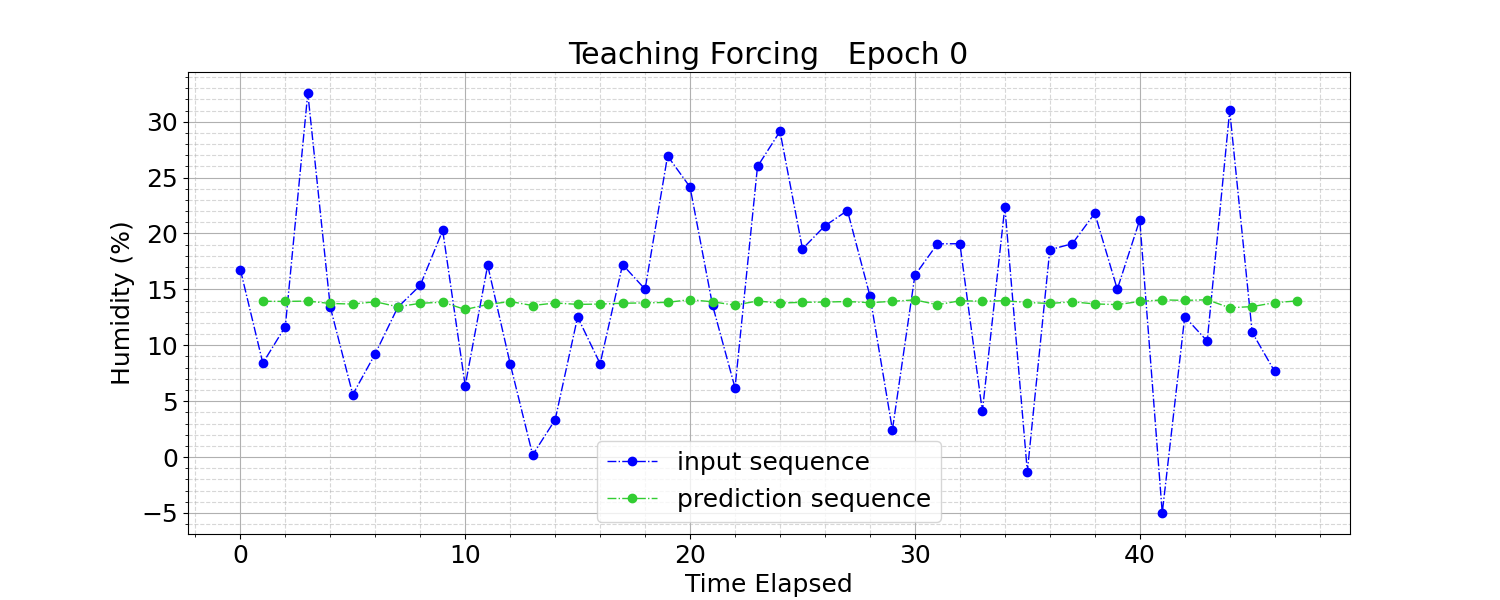 Teaching Forcing   Epoch 0
Humidity (%)
30
25
20
15
10
5
0
−5
input sequence
prediction sequence
0 10 20 30 40
Time Elapsed